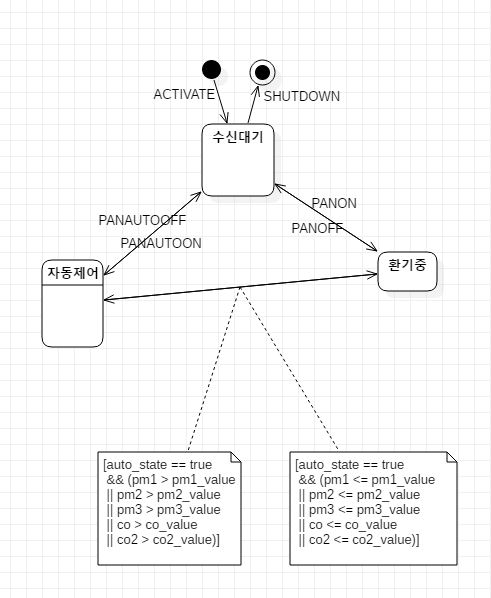 ACTIVATE
SHUTDOWN
수신대기
PANON
PANAUTOOFF
PANOFF
PANAUTOON
자동제어
환기중
[auto_state == true
&& (pm1 > pm1_value
|| pm2 > pm2_value
|| pm3 > pm3_value
|| co > co_value
|| co2 > co2_value)]
[auto_state == true
&& (pm1 <= pm1_value
|| pm2 <= pm2_value
|| pm3 <= pm3_value
|| co <= co_value
|| co2 <= co2_value)]